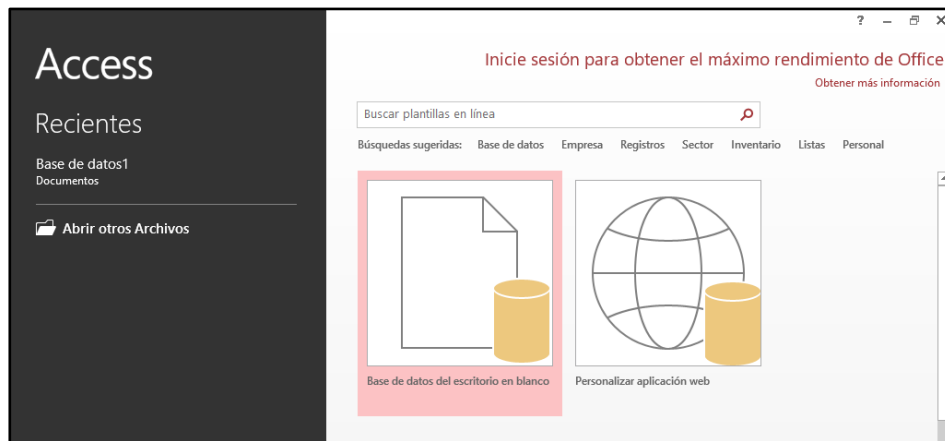 Access
Recientes
Base de datos1
Documentos
Abrir otros Archivos
?
Inicie sesión para obtener el máximo rendimiento de Office
Obtener más información
Buscar plantillas en línea
Búsquedas sugeridas: Base de datos Empresa Registros Sector Inventario Listas Personal
Base de datos del escritorio en blanco
Personalizar aplicación web